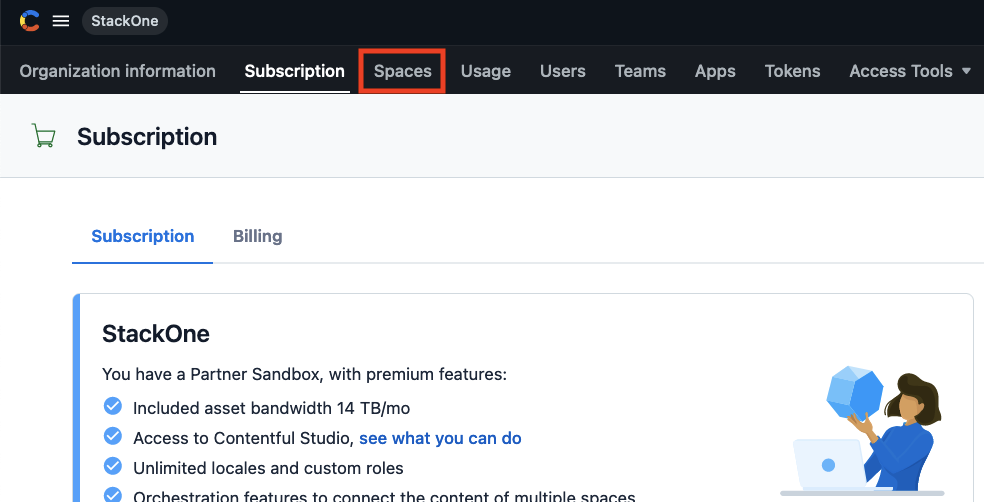 StackOne
Organization information Subscription Spaces Usage Users Teams Apps Tokens Access Tools
Subscription
Subscription Billing
StackOne
You have a Partner Sandbox, with premium features:
Included asset bandwidth 14 TB/mo
Access to Contentful Studio, see what you can do
Unlimited locales and custom roles
Orchestration features to connect the content of multiple spaces